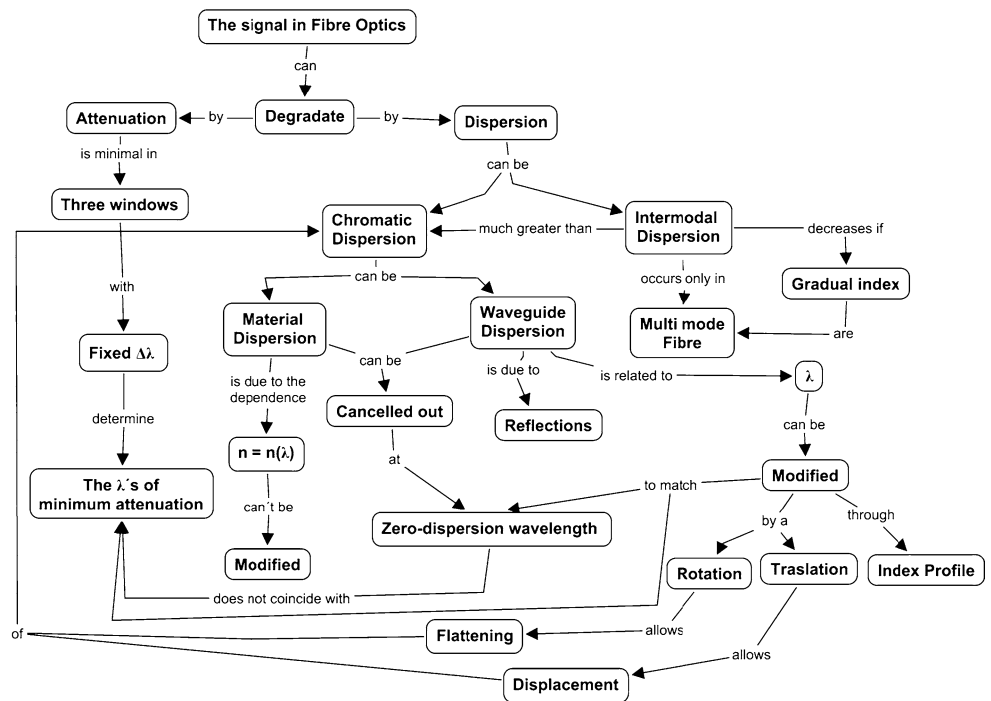 The signal in Fibre Optics
can
Attenuation
by
Degradate
by
Dispersion
is minimal in
can be
Three windows
Chromatic
Dispersion
much greater than
Intermodal
Dispersion
decreases if
can be
occurs only in
Gradual index
with
Material
Dispersion
Waveguide
Dispersion
Multi mode
Fibre
are
Fixed Δλ
can be
is due to
is related to
λ
is due to the
dependence
Cancelled out
Reflections
can be
determine
n = n(λ)
at
The λ´s of
minimum attenuation
can´t be
to match
Modified
Zero-dispersion wavelength
by a
through
Modified
Rotation
Traslation
Index Profile
does not coincide with
of
Flattening
allows
allows
Displacement